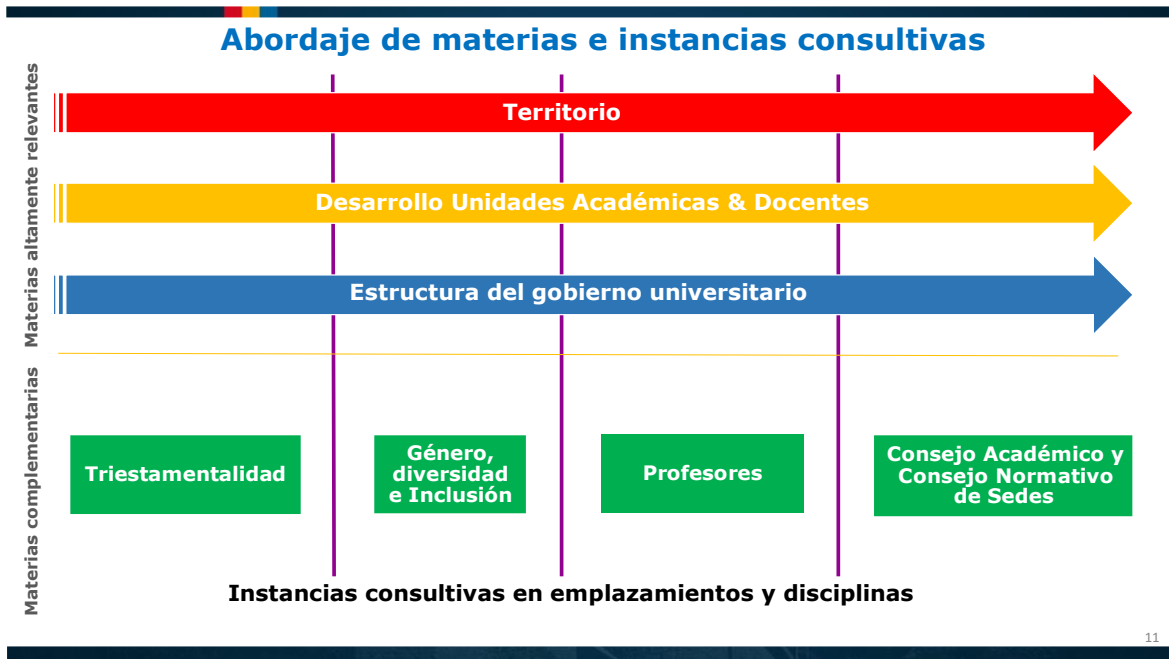 Abordaje de materias e instancias consultivas
Materias altamente relevantes
Territorio
Desarrollo Unidades Académicas & Docentes
Estructura del gobierno universitario
Materias complementarias
Triestamentalidad
Género,
diversidad
e Inclusión
Profesores
Consejo Académico y
Consejo Normativo
de Sedes
Instancias consultivas en emplazamientos y disciplinas
11